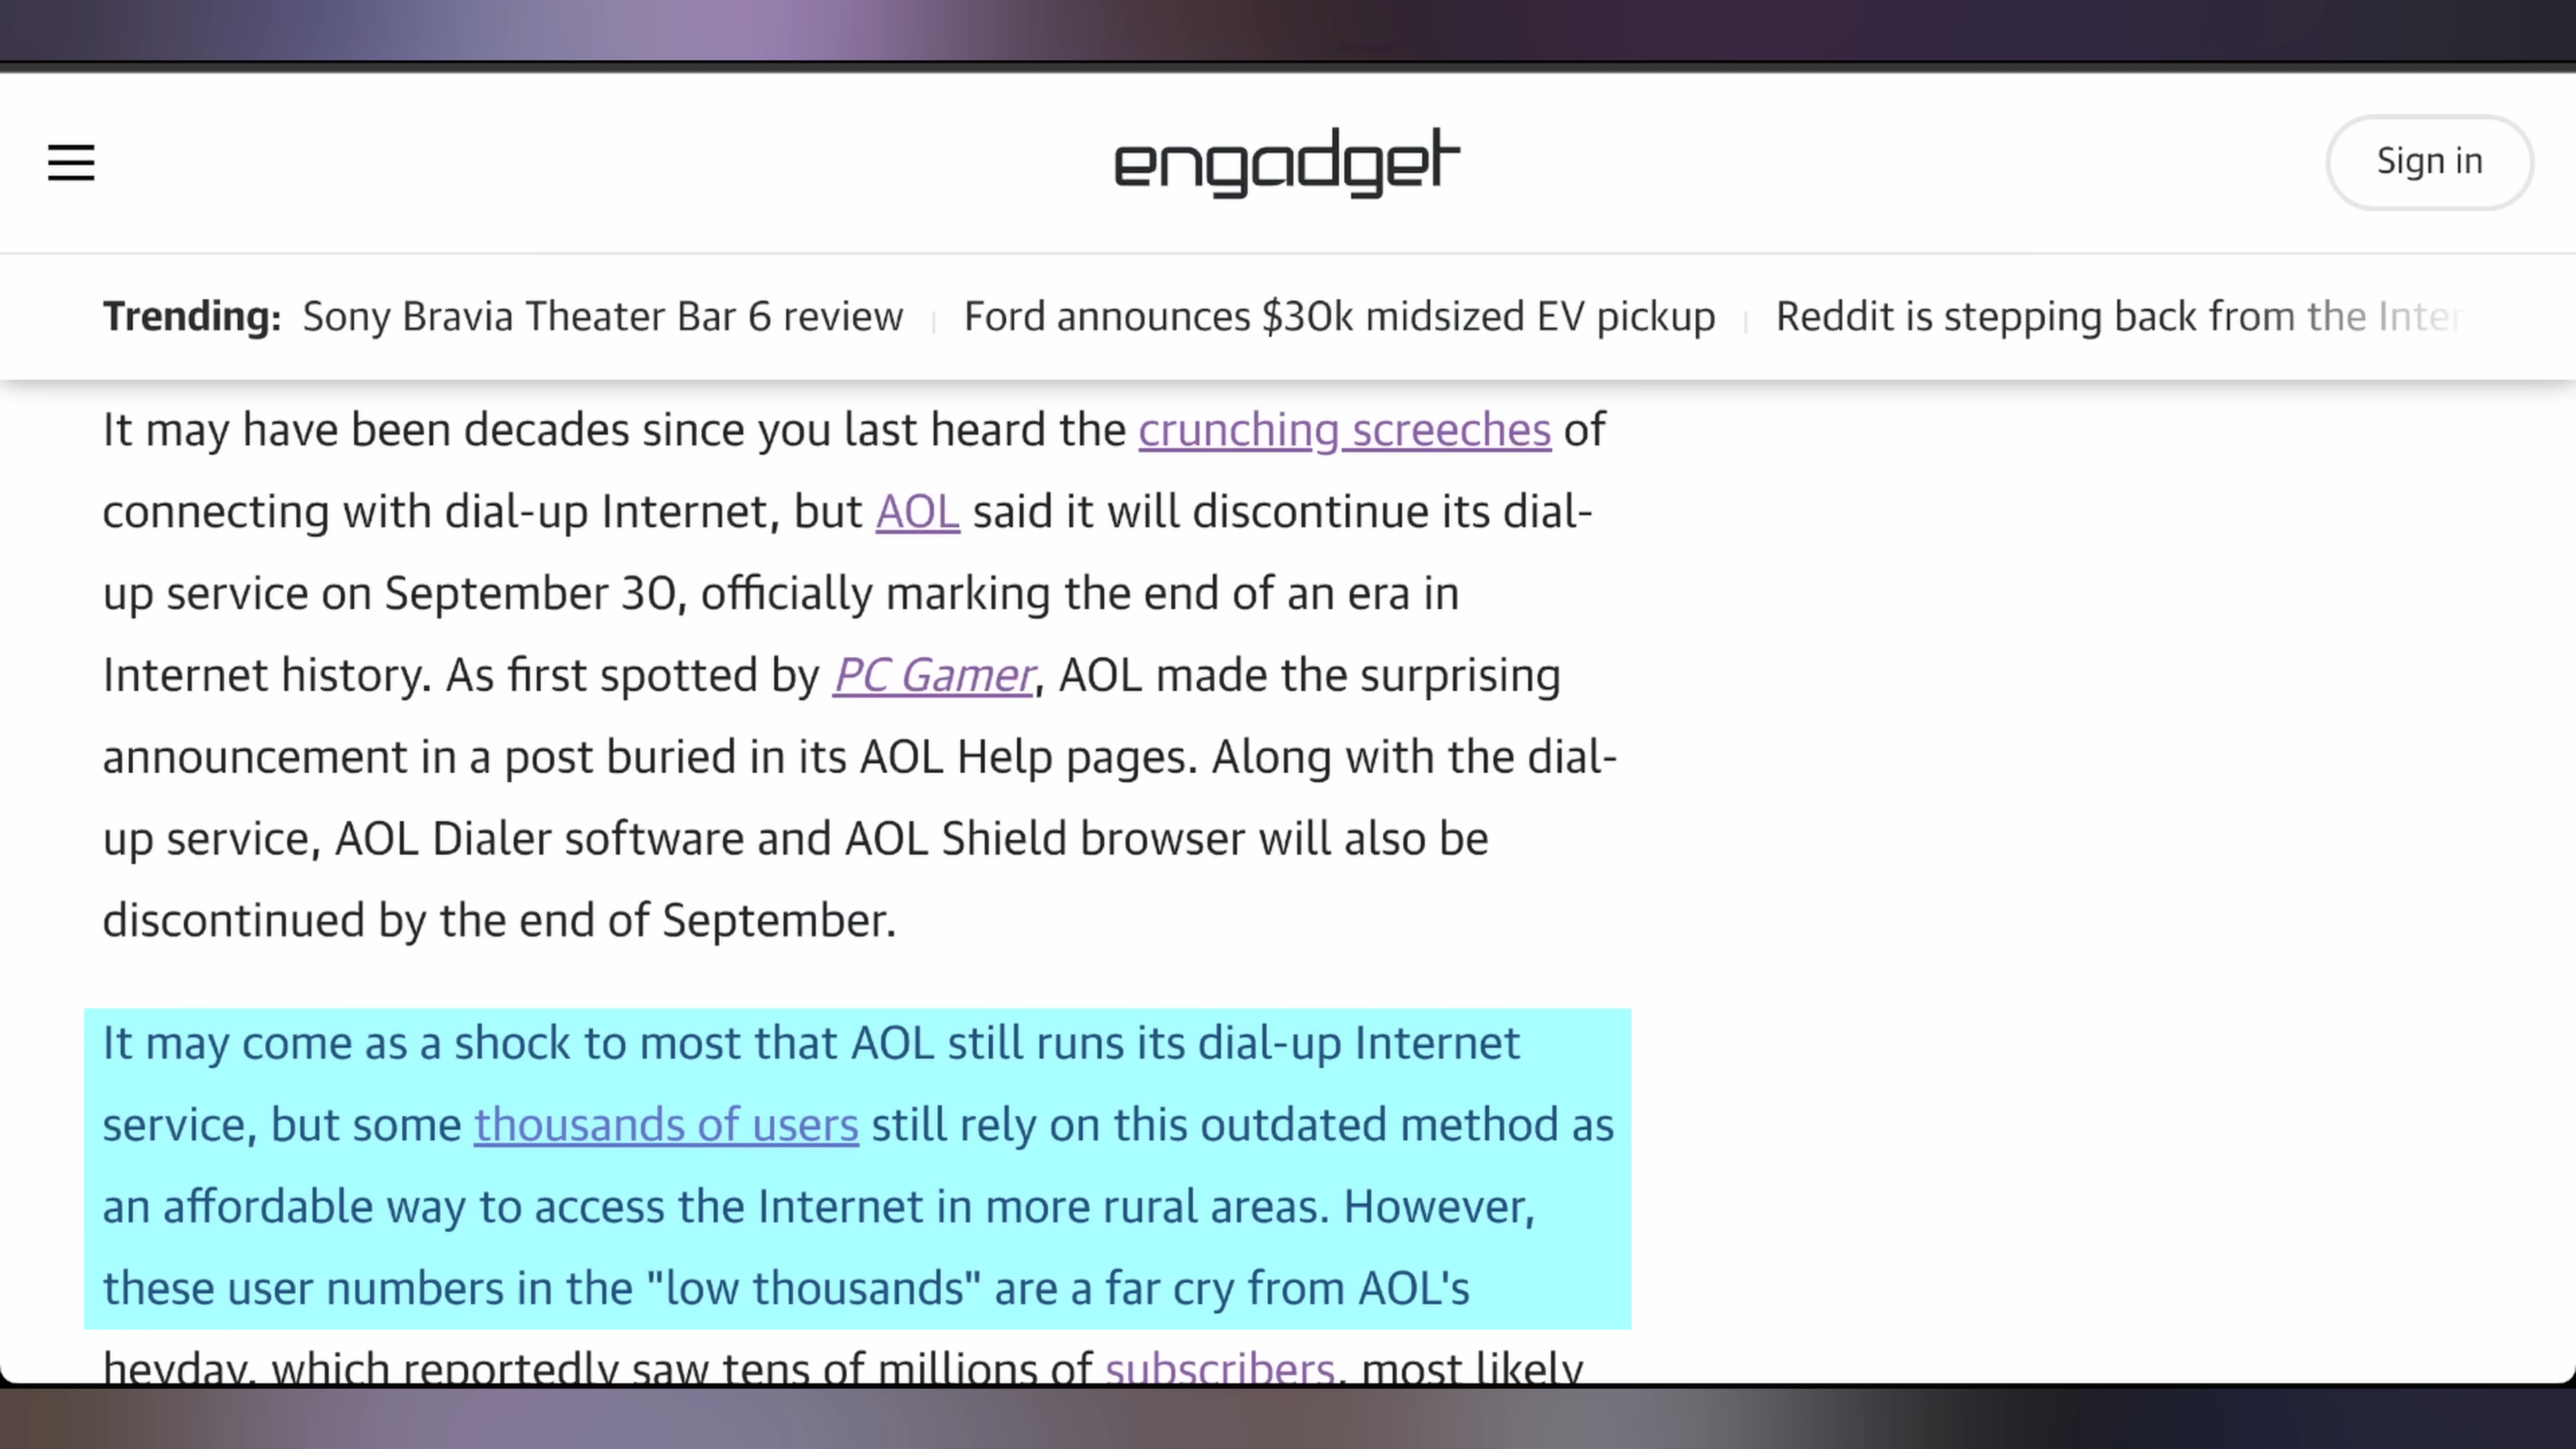 engadget
Sign in
Trending: Sony Bravia Theater Bar 6 review | Ford announces $30k midsized EV pickup | Reddit is stepping back from the Inter
It may have been decades since you last heard the crunching screeches of
connecting with dial-up Internet, but AOL said it will discontinue its dial-
up service on September 30, officially marking the end of an era in
Internet history. As first spotted by PC Gamer, AOL made the surprising
announcement in a post buried in its AOL Help pages. Along with the dial-
up service, AOL Dialer software and AOL Shield browser will also be
discontinued by the end of September.
It may come as a shock to most that AOL still runs its dial-up Internet
service, but some thousands of users still rely on this outdated method as
an affordable way to access the Internet in more rural areas. However,
these user numbers in the "low thousands" are a far cry from AOL's
heyday, which reportedly saw tens of millions of subscribers, most likely